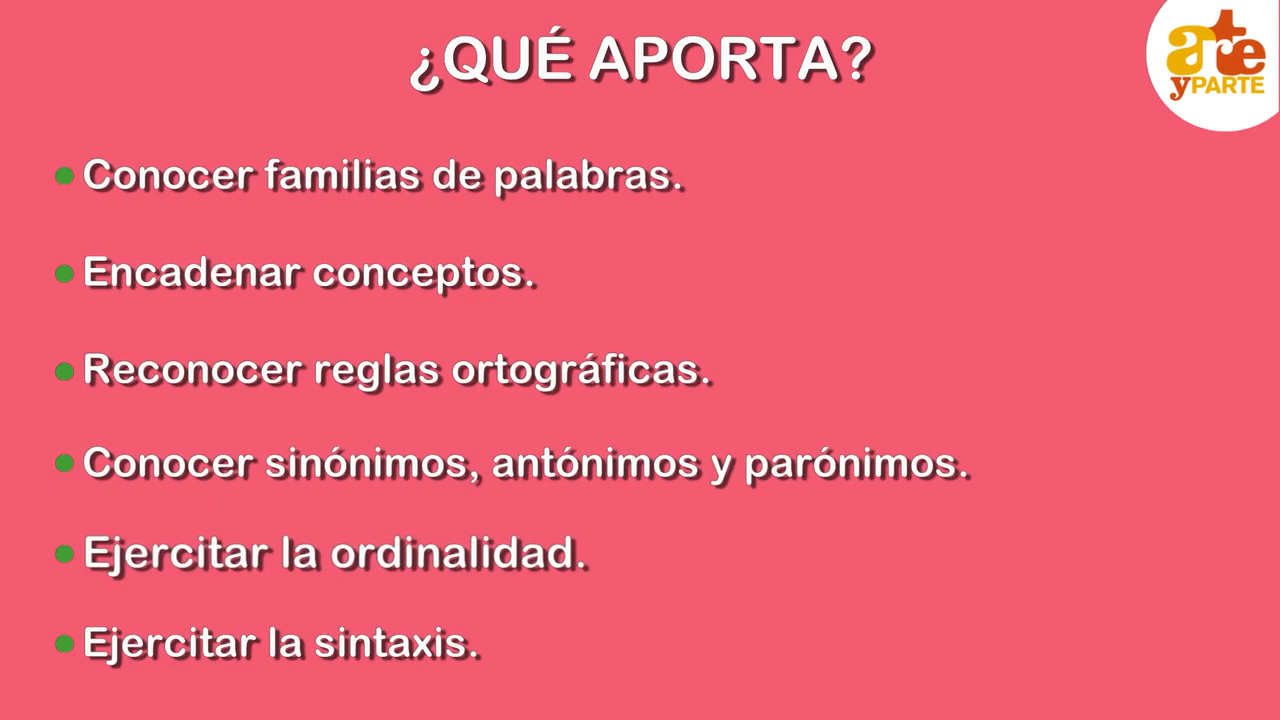 ¿QUÉ APORTA?
arte
yPARTE
Conocer familias de palabras.
Encadenar conceptos.
Reconocer reglas ortográficas.
Conocer sinónimos, antónimos y parónimos.
Ejercitar la ordinalidad.
Ejercitar la sintaxis.